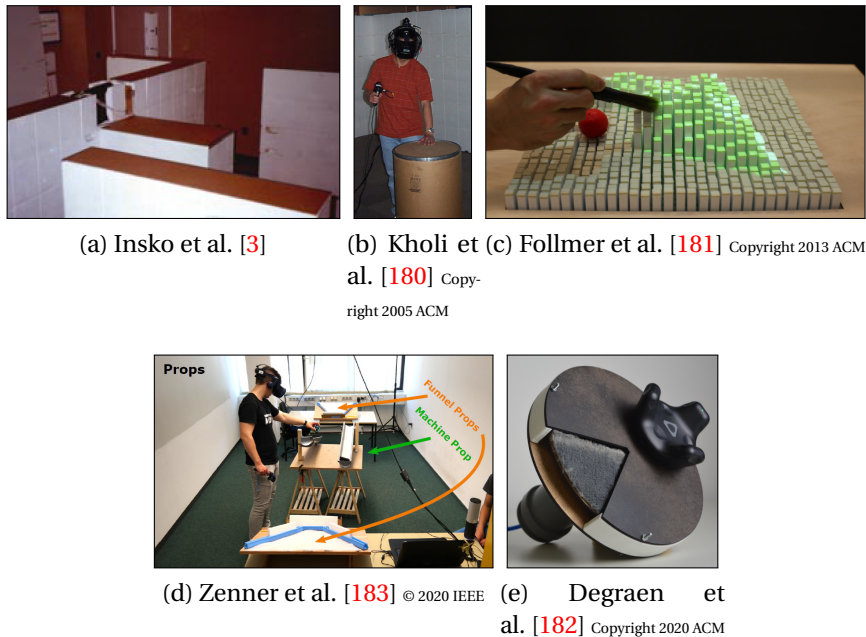 (a) Insko et al. [3]
(b) Kholi et
al. [180] Copy-
right 2005 ACM
(c) Follmer et al. [181] Copyright 2013 ACM
Props
Funnel Props
Machine Prop
(d) Zenner et al. [183] © 2020 IEEE
(e) Degraen et
al. [182] Copyright 2020 ACM